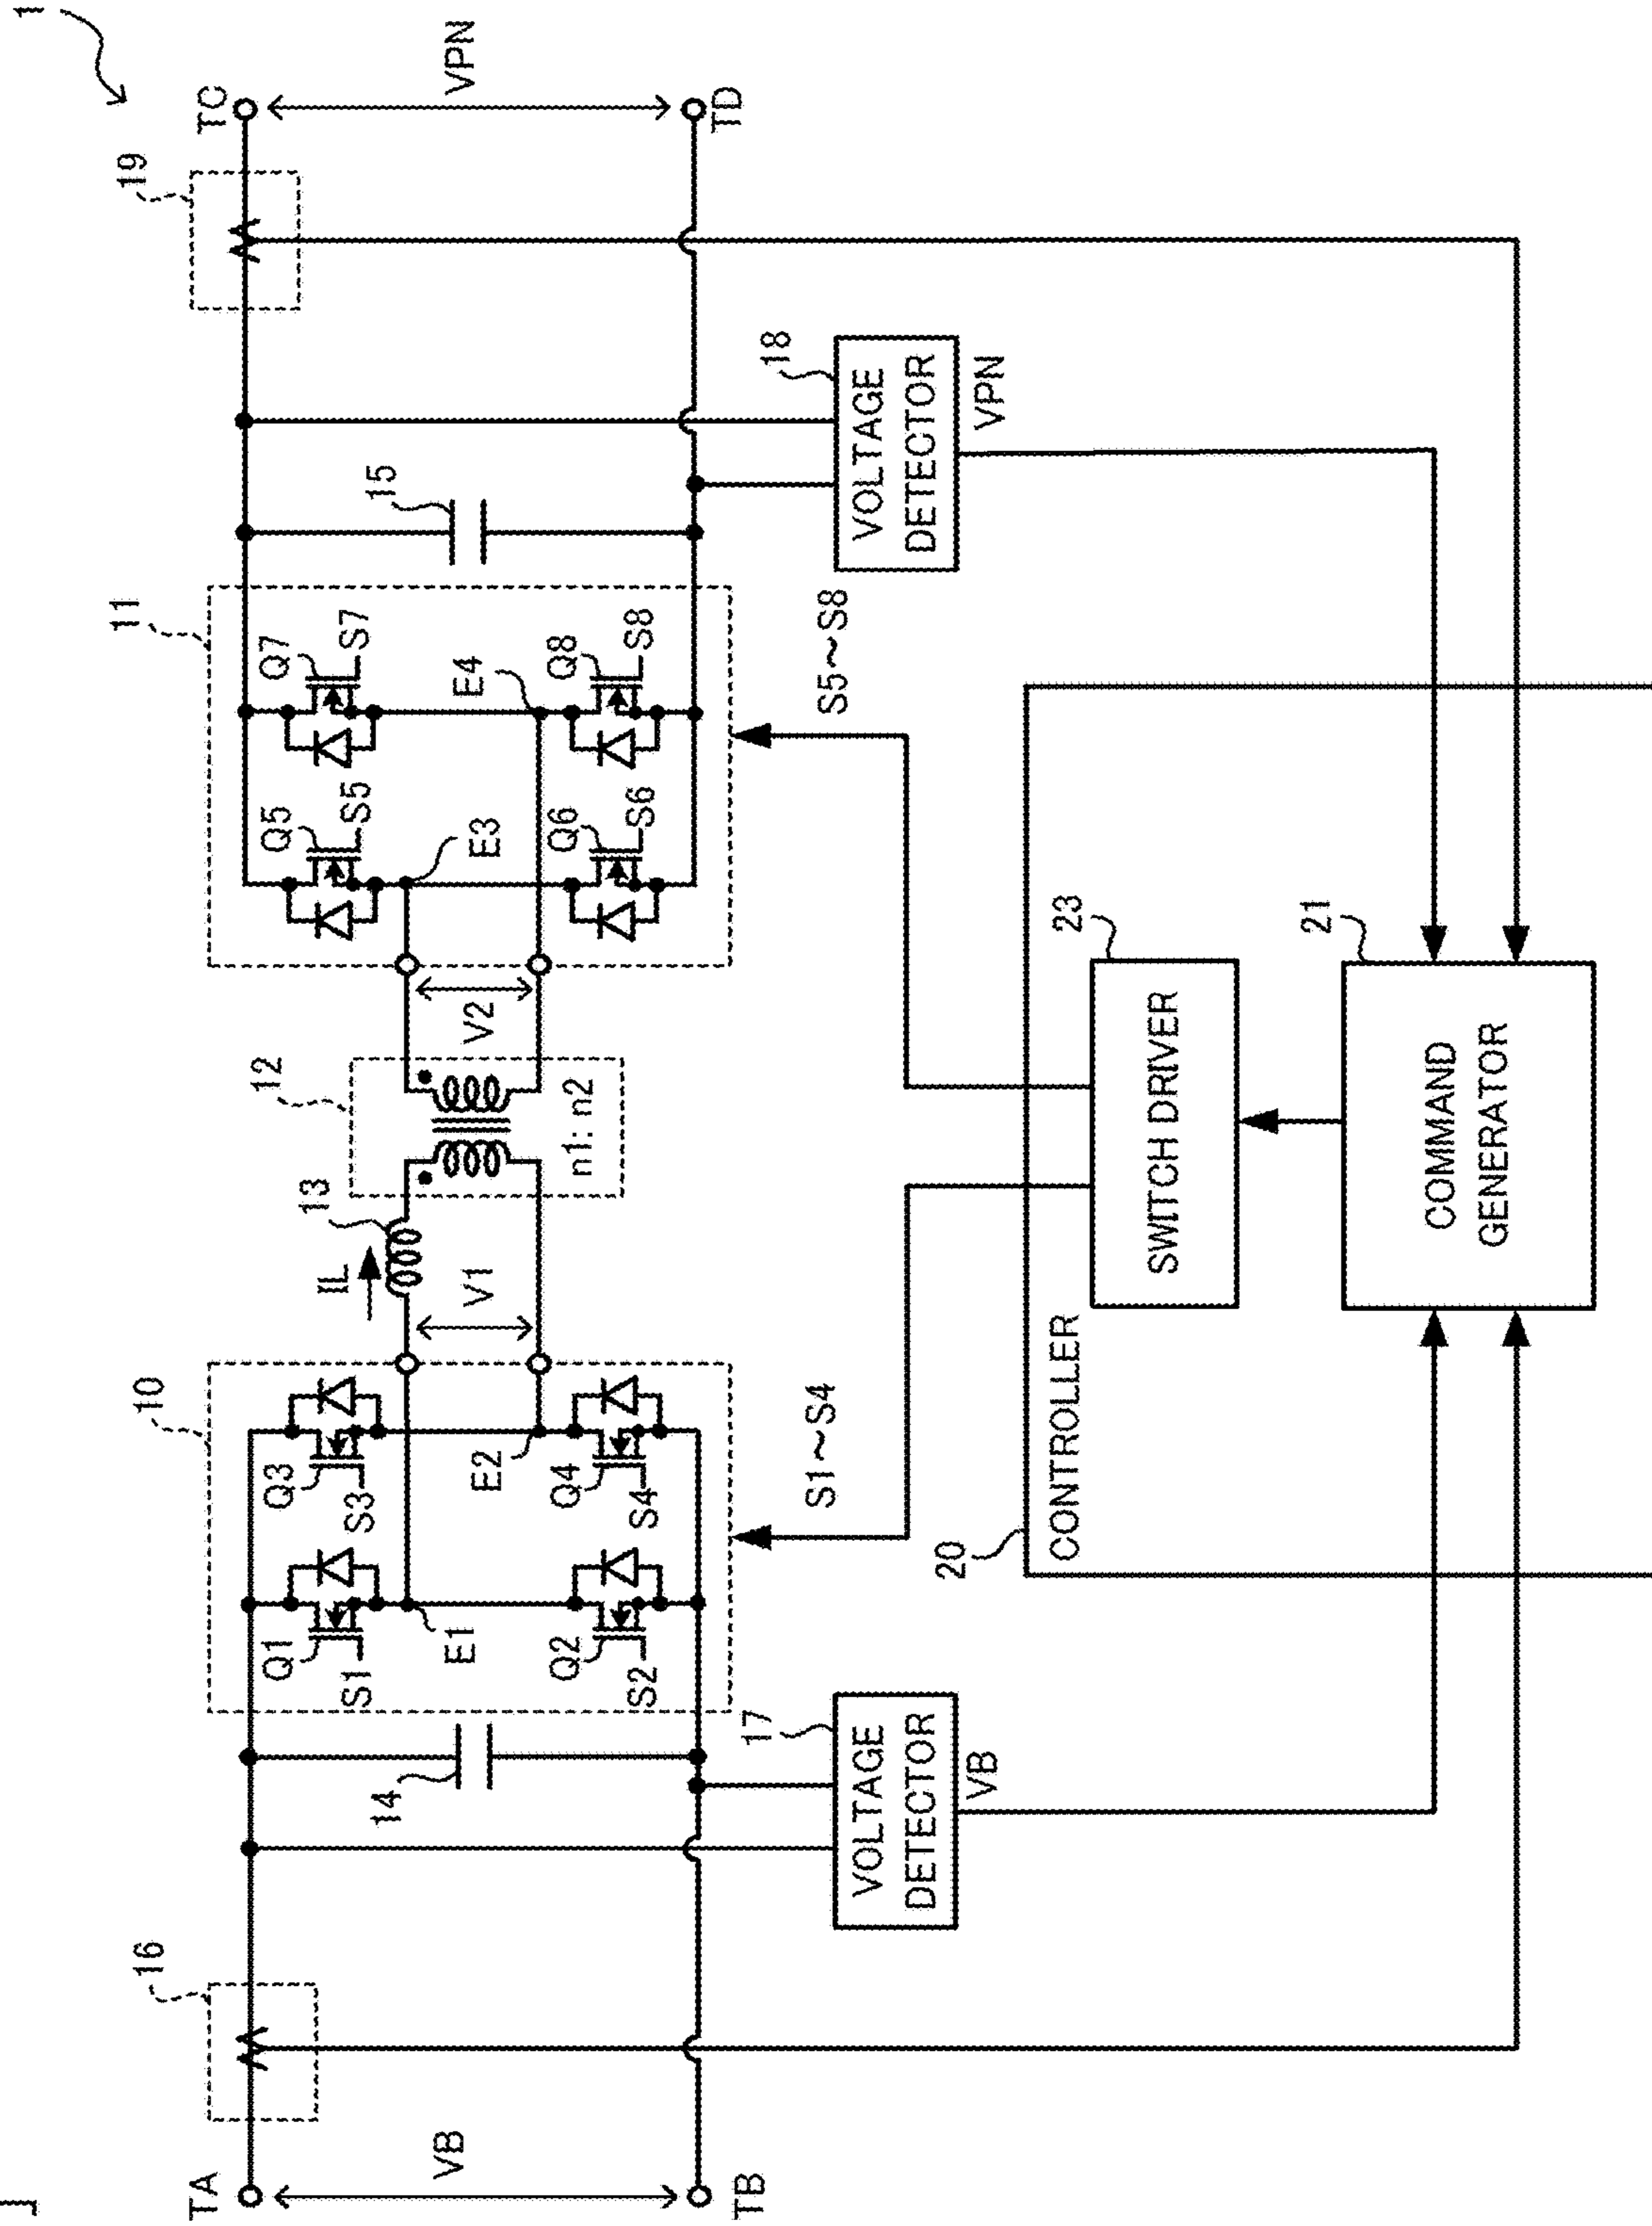 1
TA
TB
VB
16
14
VOLTAGE
DETECTOR
17
VB
10
Q1
S1
Q2
S2
E1
Q3
S3
Q4
S4
E2
V1
IL
13
12
n1: n2
V2
11
Q5
S5
Q6
S6
E3
Q7
S7
Q8
S8
E4
15
VOLTAGE
DETECTOR
18
VPN
19
TC
TD
VPN
S1～S4
S5～S8
20
CONTROLLER
SWITCH DRIVER
23
COMMAND
GENERATOR
21